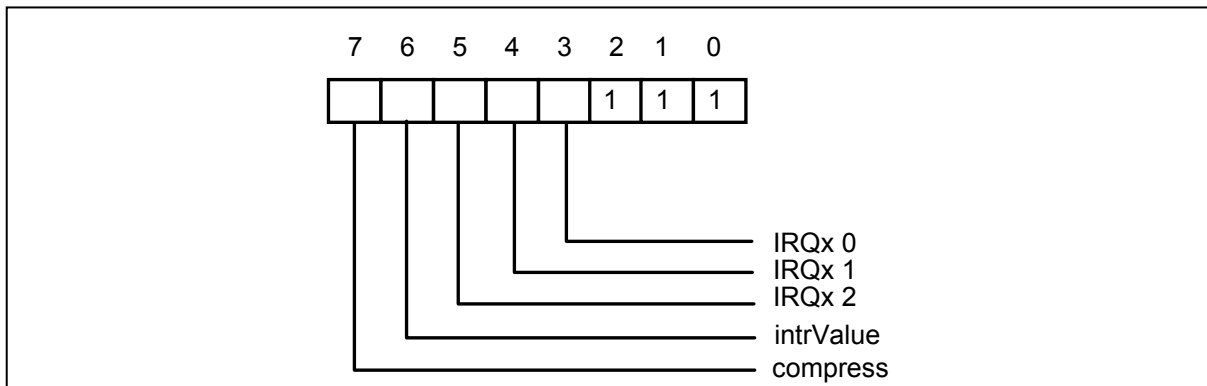 7 6 5 4 3 2 1 0
1 1 1
IRQx 0
IRQx 1
IRQx 2
intrValue
compress